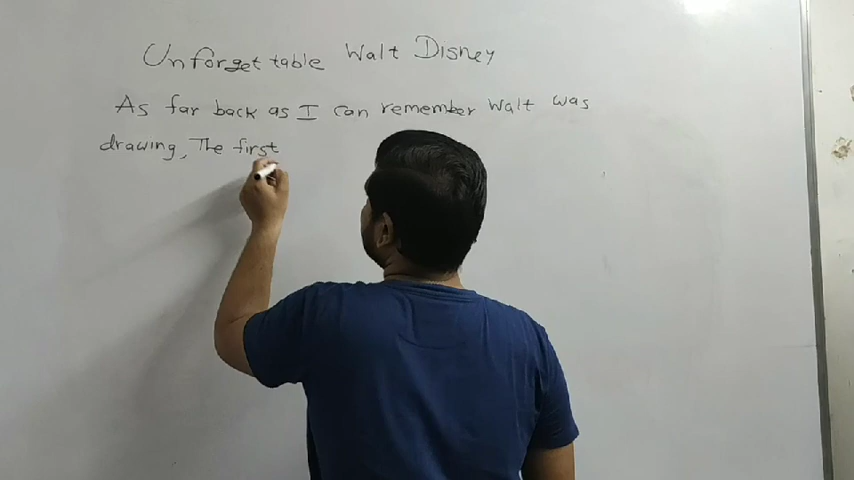 Unforgettable Walt Disney
As far back as I can remember Walt was
drawing, The first